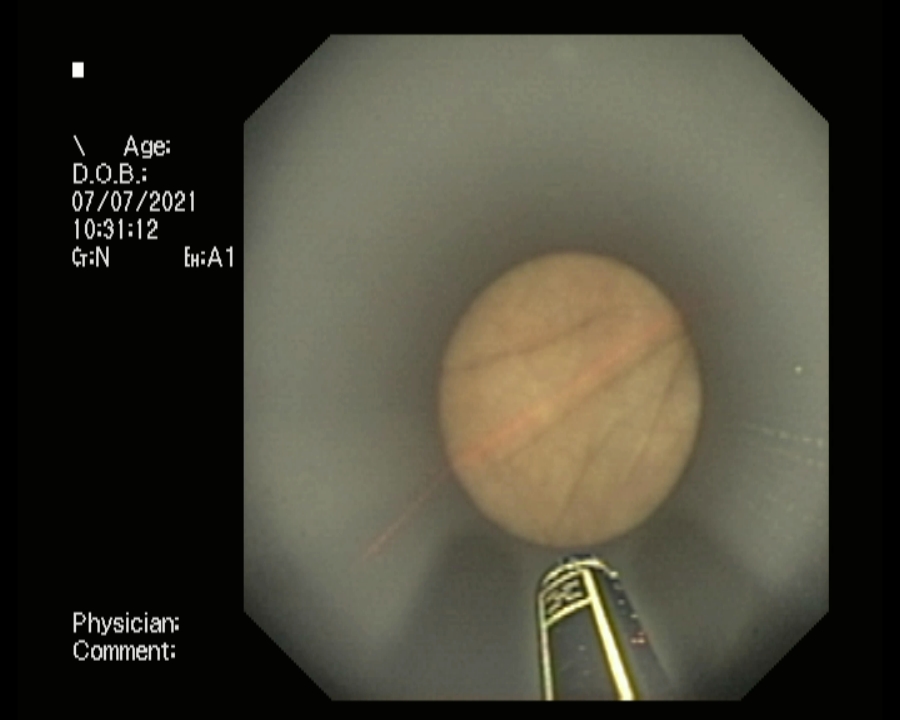 \ Age:
D.O.B.:
07/07/2021
10:31:12
Cr:N EH:A1
Physician:
Comment: